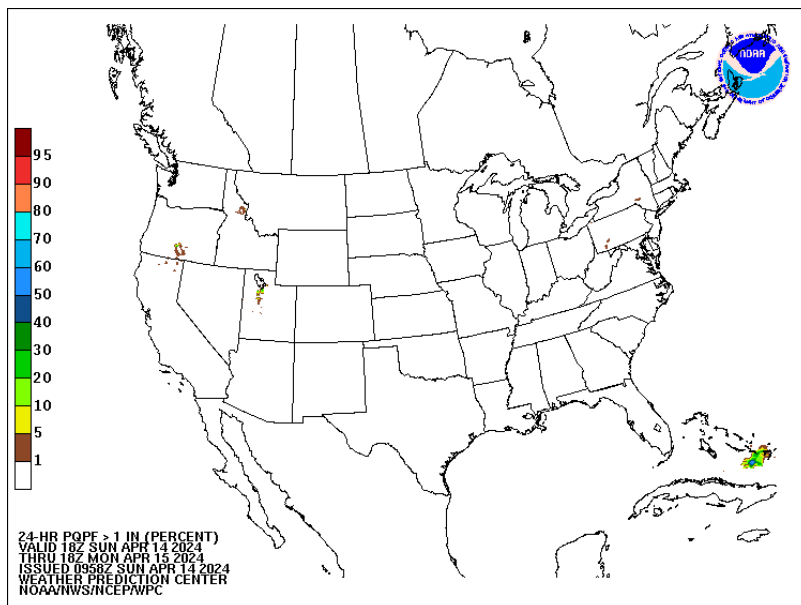 NOAA
95
90
80
70
60
50
40
30
20
10
5
1
24-HR PQPF > 1 IN (PERCENT)
VALID 18Z SUN APR 14 2024
THRU 18Z MON APR 15 2024
ISSUED 0958Z SUN APR 14 2024
WEATHER PREDICTION CENTER
NOAA/NWS/NCEP/WPC